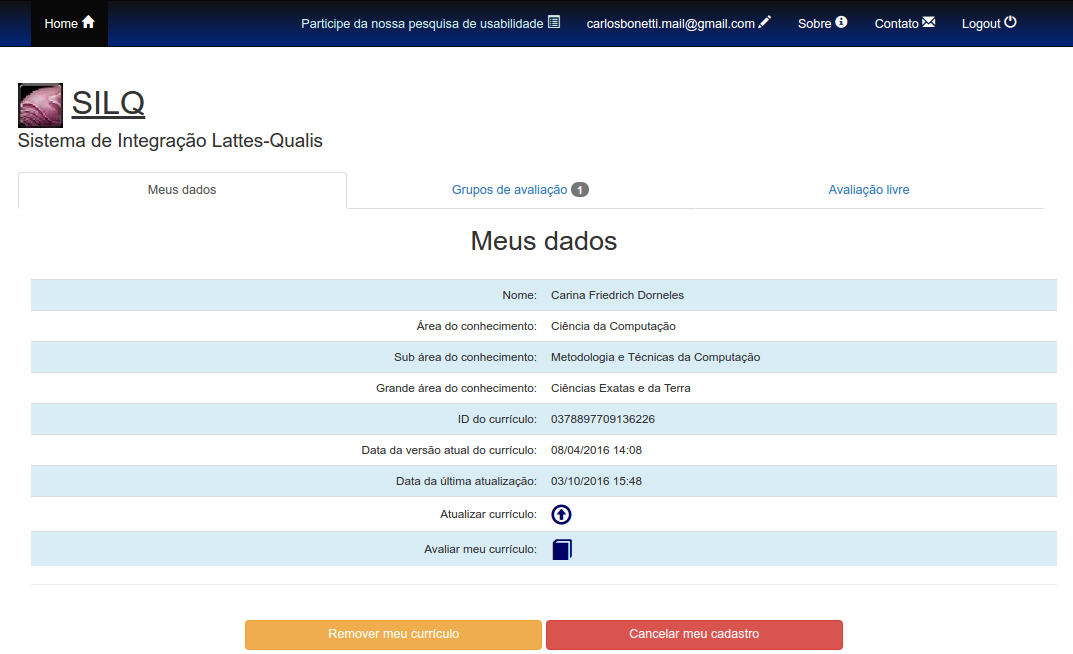 Home Participe da nossa pesquisa de usabilidade carlosbonetti.mail@gmail.com Sobre Contato Logout
SILQ
Sistema de Integração Lattes-Qualis
Meus dados Grupos de avaliação 1 Avaliação livre
Meus dados
Nome: Carina Friedrich Dorneles
Área do conhecimento: Ciência da Computação
Sub área do conhecimento: Metodologia e Técnicas da Computação
Grande área do conhecimento: Ciências Exatas e da Terra
ID do currículo: 0378897709136226
Data da versão atual do currículo: 08/04/2016 14:08
Data da última atualização: 03/10/2016 15:48
Atualizar currículo:
Avaliar meu currículo:
Remover meu currículo Cancelar meu cadastro